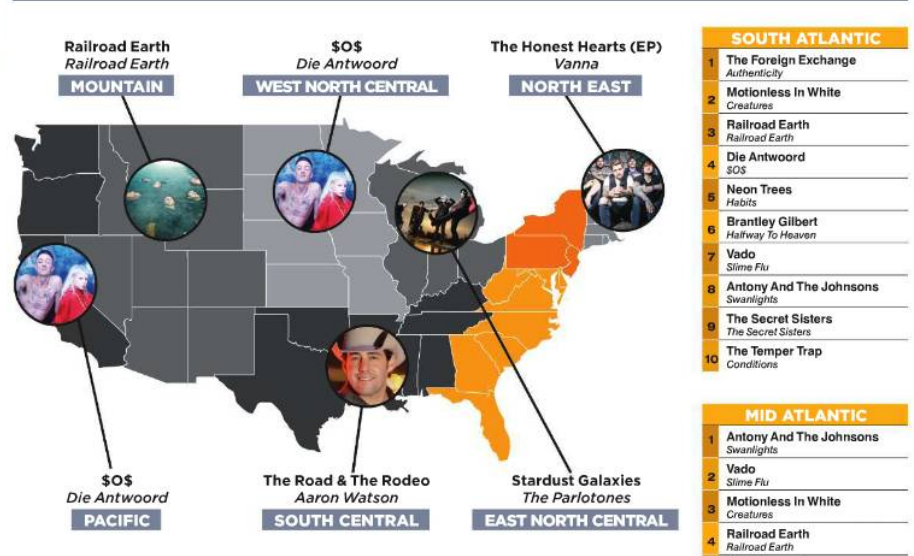 Railroad Earth
Railroad Earth
MOUNTAIN
$O$
Die Antwoord
WEST NORTH CENTRAL
The Honest Hearts (EP)
Vanna
NORTH EAST
$O$
Die Antwoord
PACIFIC
The Road & The Rodeo
Aaron Watson
SOUTH CENTRAL
Stardust Galaxies
The Parlotones
EAST NORTH CENTRAL
SOUTH ATLANTIC
1 The Foreign Exchange
Authenticity
2 Motionless In White
Creatures
3 Railroad Earth
Railroad Earth
4 Die Antwoord
$O$
5 Neon Trees
Habits
6 Brantley Gilbert
Halfway To Heaven
7 Vado
Slime Flu
8 Antony And The Johnsons
Swanlights
9 The Secret Sisters
The Secret Sisters
10 The Temper Trap
Conditions
MID ATLANTIC
1 Antony And The Johnsons
Swanlights
2 Vado
Slime Flu
3 Motionless In White
Creatures
4 Railroad Earth
Railroad Earth